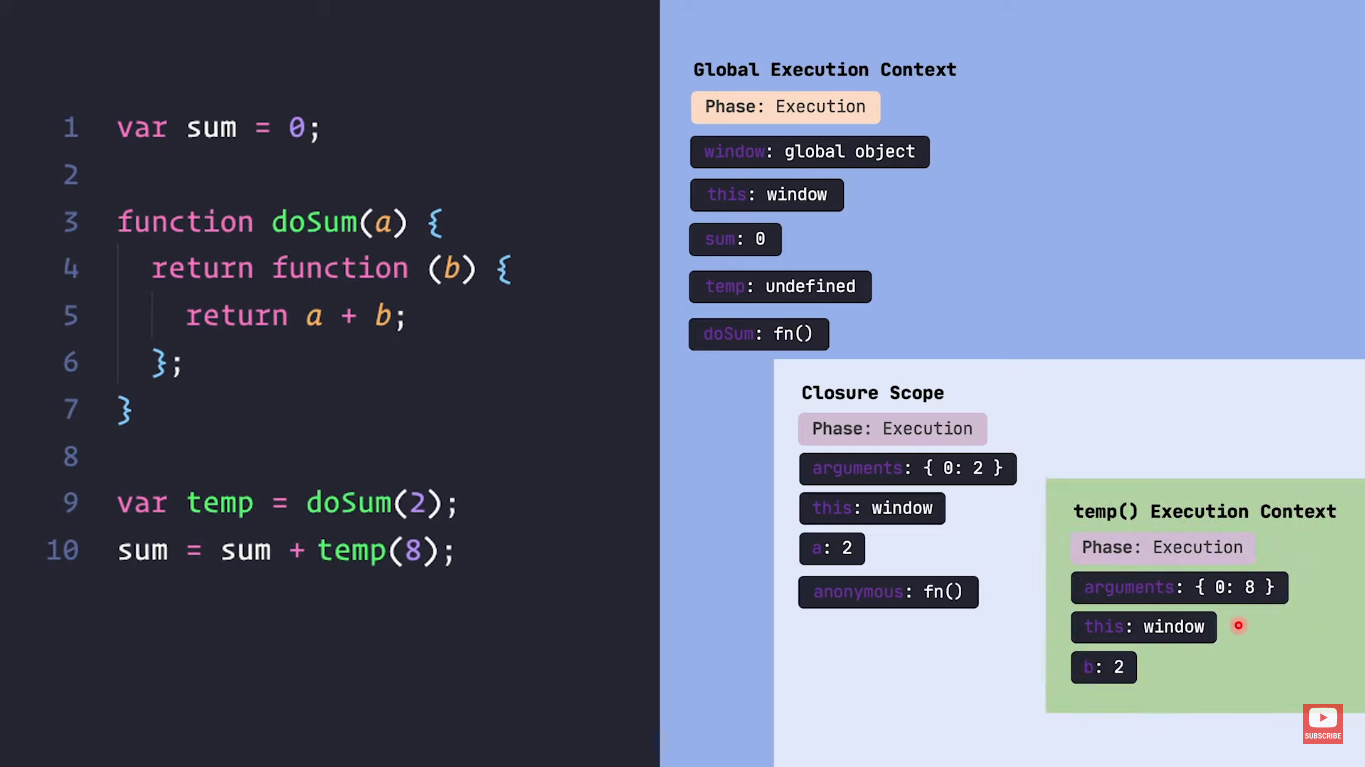 1 var sum = 0;
2
3 function doSum(a) {
4 return function (b) {
5 return a + b;
6 };
7 }
8
9 var temp = doSum(2);
10 sum = sum + temp(8);
Global Execution Context
Phase: Execution
window: global object
this: window
sum: 0
temp: undefined
doSum: fn()
Closure Scope
Phase: Execution
arguments: { 0: 2 }
this: window
a: 2
anonymous: fn()
temp() Execution Context
Phase: Execution
arguments: { 0: 8 }
this: window
b: 2
SUBSCRIBE